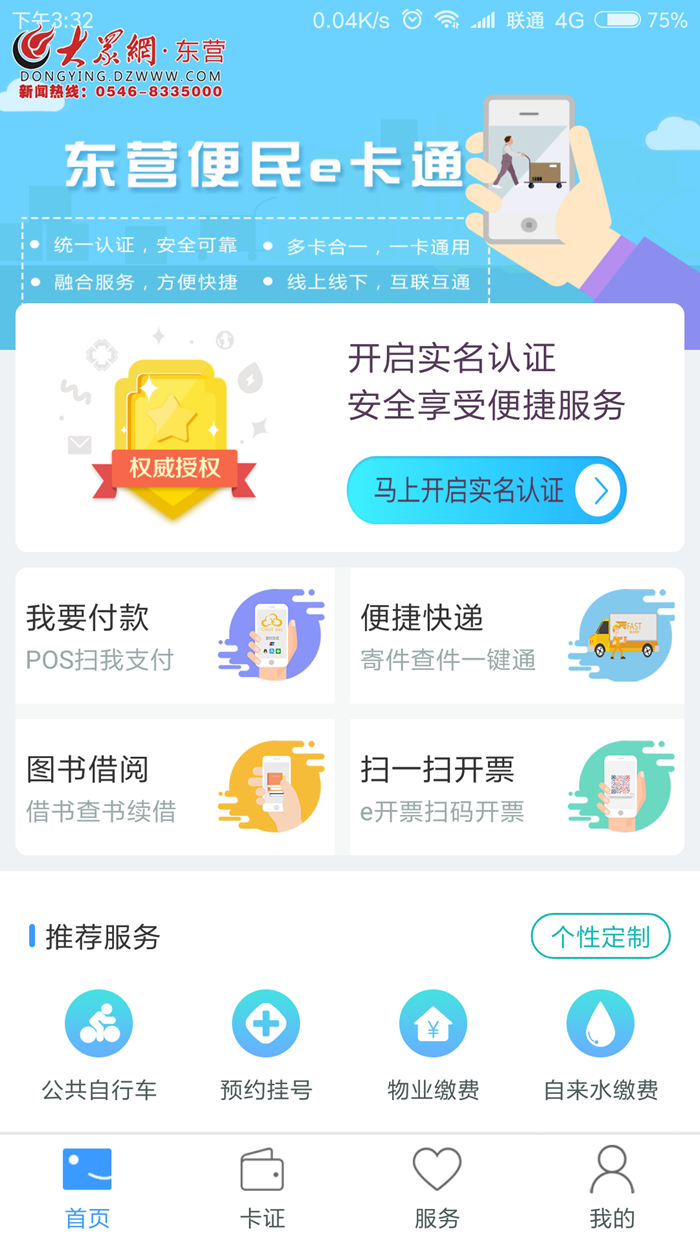 下午3:32
0.04K/s 联通 4G 75%
大眾網·东营
DONGYING.DZWWW.COM
新闻热线：0546-8335000
东营便民e卡通
统一认证，安全可靠
多卡合一，一卡通用
融合服务，方便快捷
线上线下，互联互通
权威授权
开启实名认证
安全享受便捷服务
马上开启实名认证
我要付款
POS扫我支付
便捷快递
寄件查件一键通
FAST
图书借阅
借书查书续借
扫一扫开票
e开票扫码开票
推荐服务
个性定制
公共自行车
预约挂号
¥
物业缴费
自来水缴费
首页
卡证
服务
我的